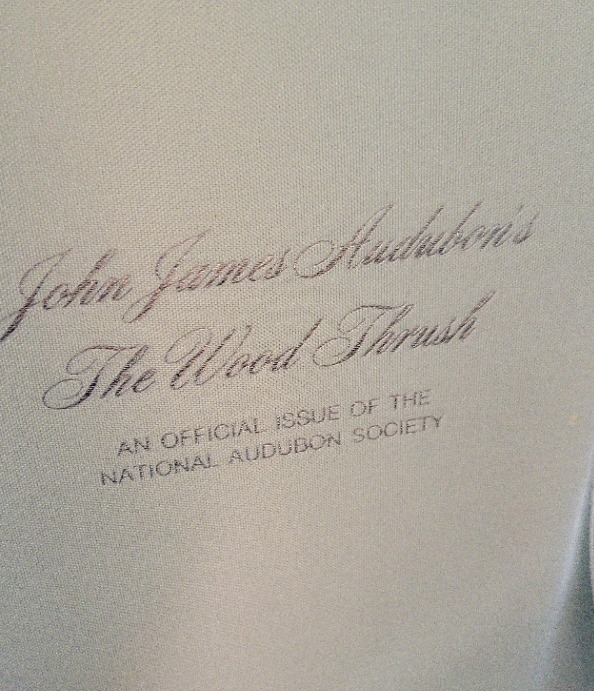 John James Audubon's
The Wood Thrush
AN OFFICIAL ISSUE OF THE
NATIONAL AUDUBON SOCIETY